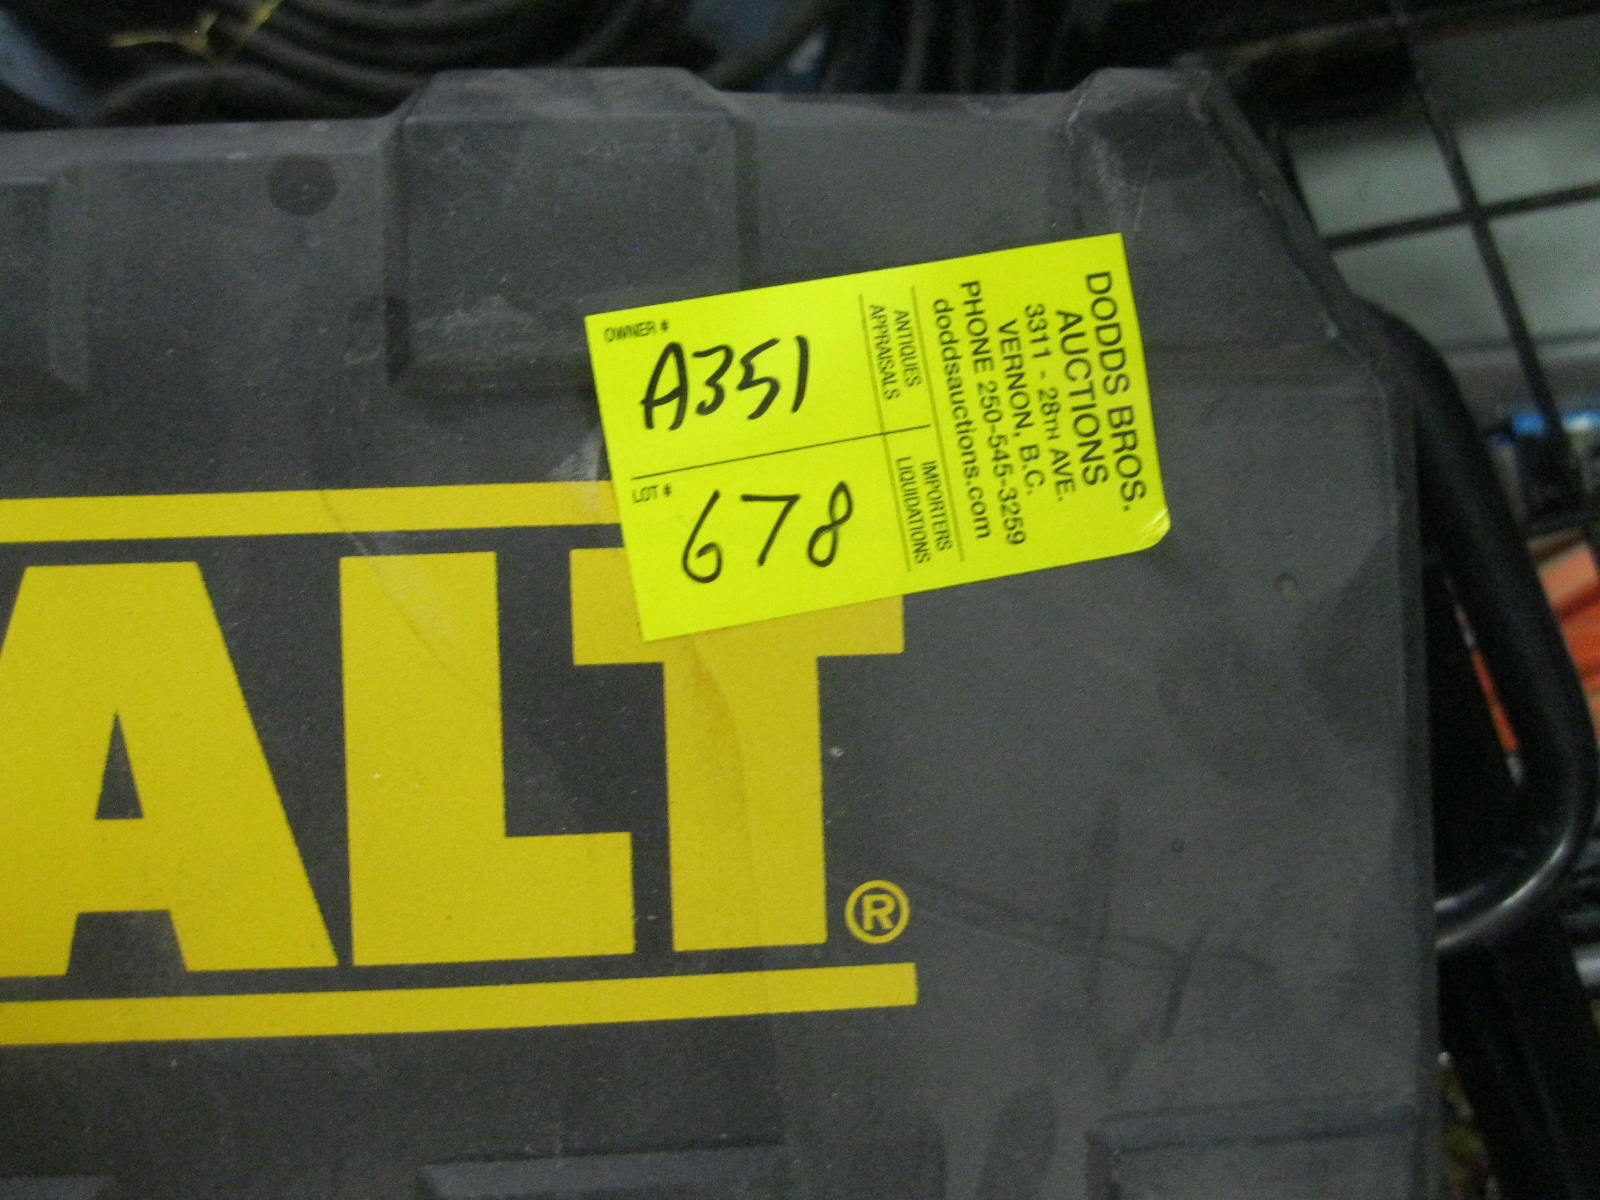 OWNER #
A351
LOT #
678
ANTIQUES
APPRAISALS
IMPORTERS
LIQUIDATIONS
DODDS BROS.
AUCTIONS
3311 - 28TH AVE.
VERNON, B.C.
PHONE 250-545-3259
doddsauctions.com
ALT®